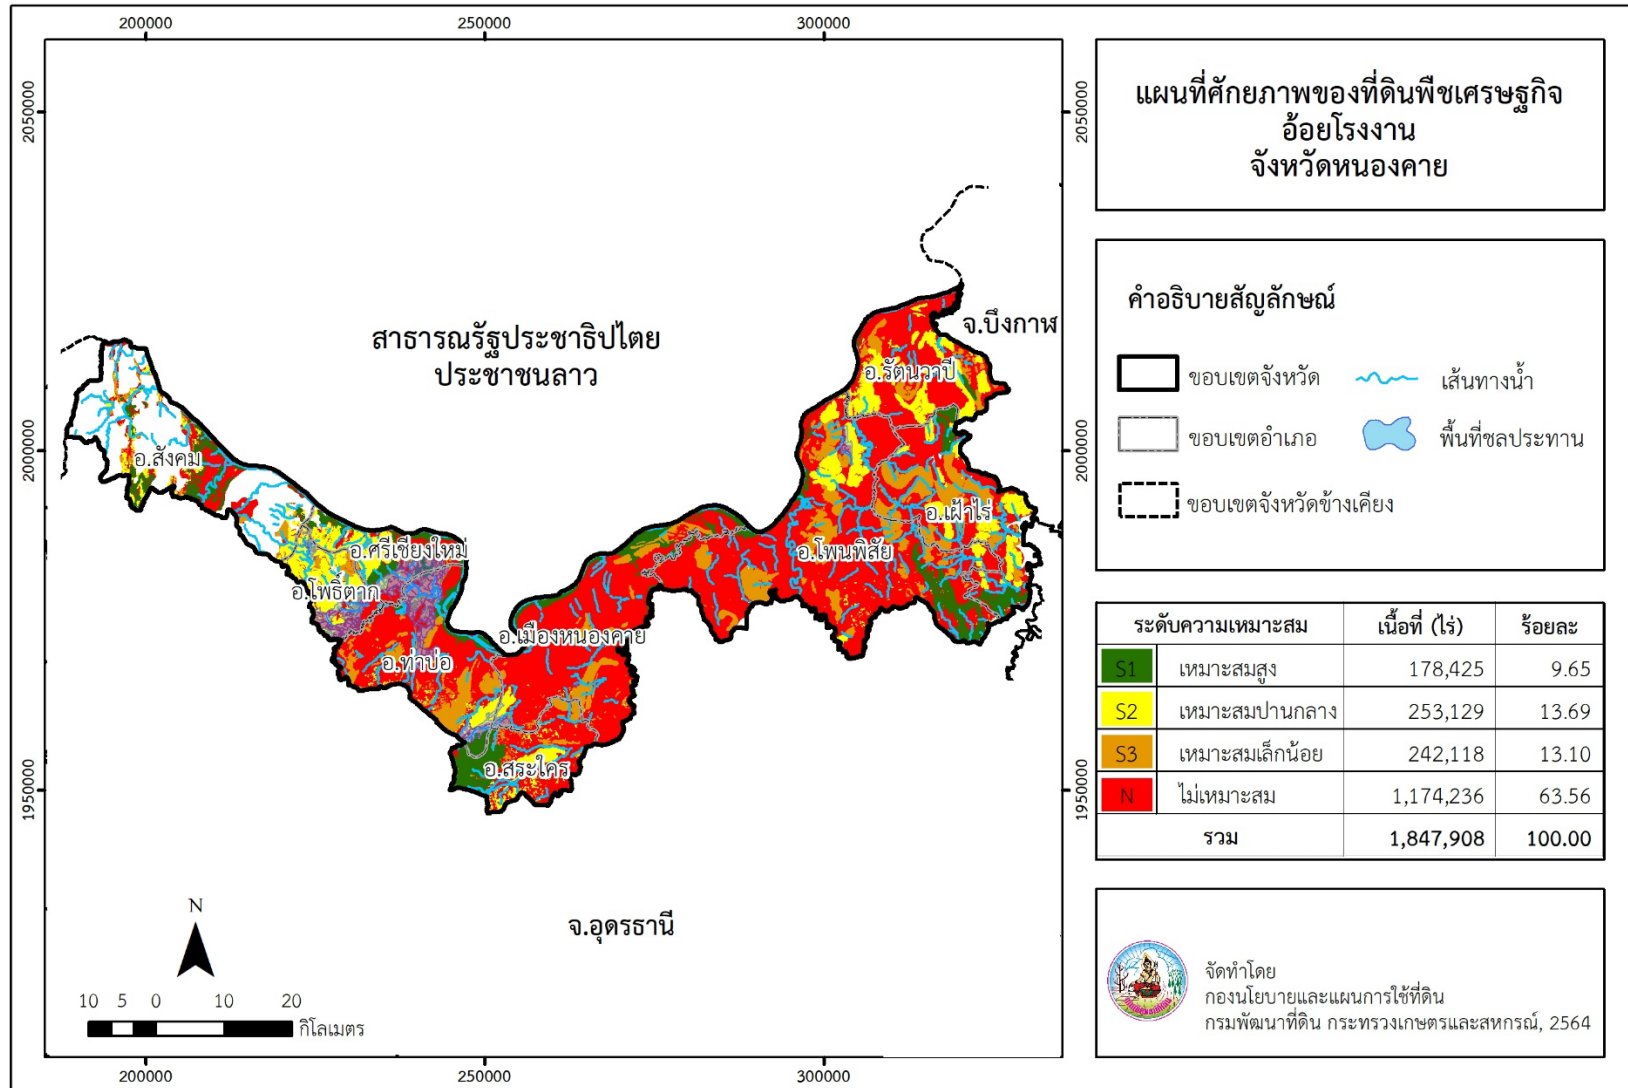 200000
250000
300000
2050000
2000000
1950000
2050000
2000000
1950000
สาธารณรัฐประชาธิปไตย
ประชาชนลาว
จ.บึงกาฬ
อ.รัตนวาปี
อ.สังคม
อ.เฝ้าไร่
อ.ศรีเชียงใหม่
อ.โพนพิสัย
อ.โพธิ์ตาก
อ.เมืองหนองคาย
อ.ท่าบ่อ
อ.สระใคร
จ.อุดรธานี
N
10 5 0 10 20
กิโลเมตร
200000
250000
300000
แผนที่ศักยภาพของที่ดินพืชเศรษฐกิจ
อ้อยโรงงาน
จังหวัดหนองคาย
คำอธิบายสัญลักษณ์
ขอบเขตจังหวัด เส้นทางน้ำ
ขอบเขตอำเภอ พื้นที่ชลประทาน
ขอบเขตจังหวัดข้างเคียง
ระดับความเหมาะสม เนื้อที่ (ไร่) ร้อยละ
S1 เหมาะสมสูง 178,425 9.65
S2 เหมาะสมปานกลาง 253,129 13.69
S3 เหมาะสมเล็กน้อย 242,118 13.10
N ไม่เหมาะสม 1,174,236 63.56
รวม 1,847,908 100.00
จัดทำโดย
กองนโยบายและแผนการใช้ที่ดิน
กรมพัฒนาที่ดิน กระทรวงเกษตรและสหกรณ์, 2564